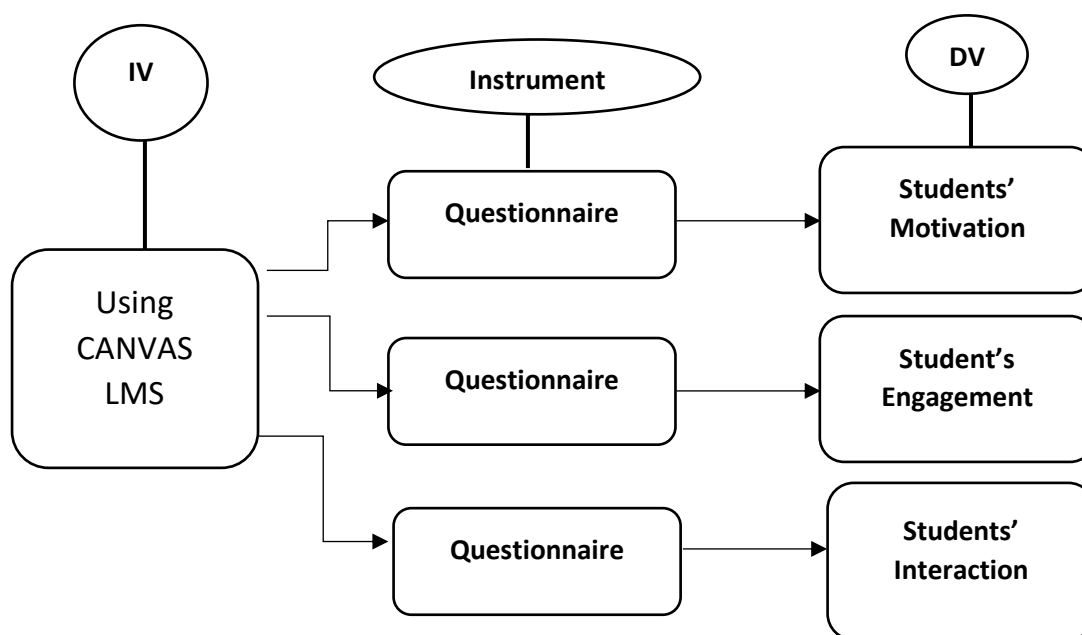 IV
Instrument
DV
Using
CANVAS
LMS
Questionnaire
Students’
Motivation
Questionnaire
Student’s
Engagement
Questionnaire
Students’
Interaction